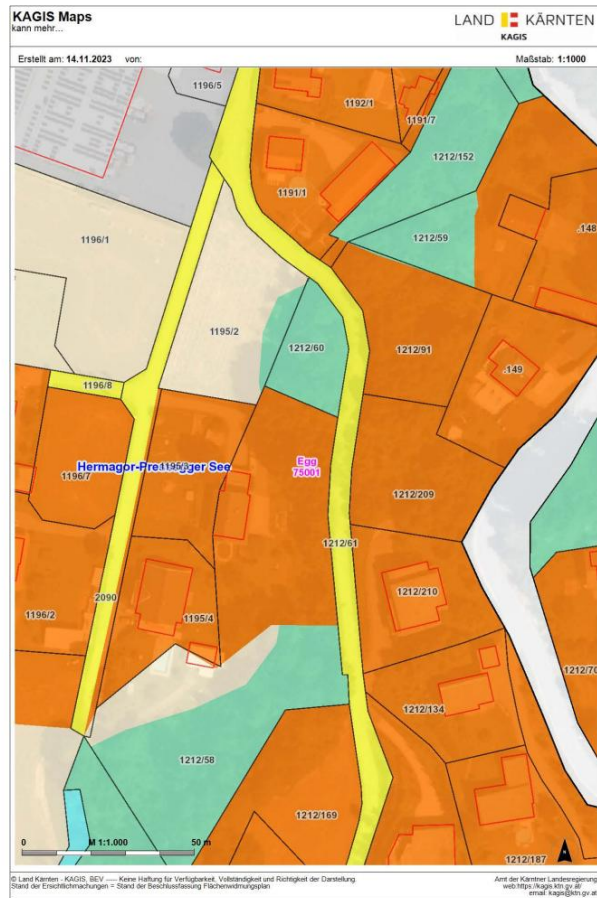 KAGIS Maps
kann mehr...
LAND KÄRNTEN
KAGIS
Erstellt am: 14.11.2023 von:
Maßstab: 1:1000
1196/5
1192/1
1191/7
1212/152
1191/1
1212/59
.148
1196/1
1195/2
1212/60
1212/91
.149
1196/8
Hermagor-Pressegger See
1195/3
1196/7
Egg
75001
1212/209
1212/61
1212/210
2090
1196/2
1195/4
1212/70
1212/134
1212/58
1212/169
1212/187
0 M 1:1.000 50 m
© Land Kärnten - KAGIS, BEV ---- Keine Haftung für Verfügbarkeit, Vollständigkeit und Richtigkeit der Darstellung.
Stand der Ersichtlichmachungen = Stand der Beschlussfassung Flächenwidmungsplan
Amt der Kärntner Landesregierung
web:https://kagis.ktn.gv.at/
email: kagis@ktn.gv.at